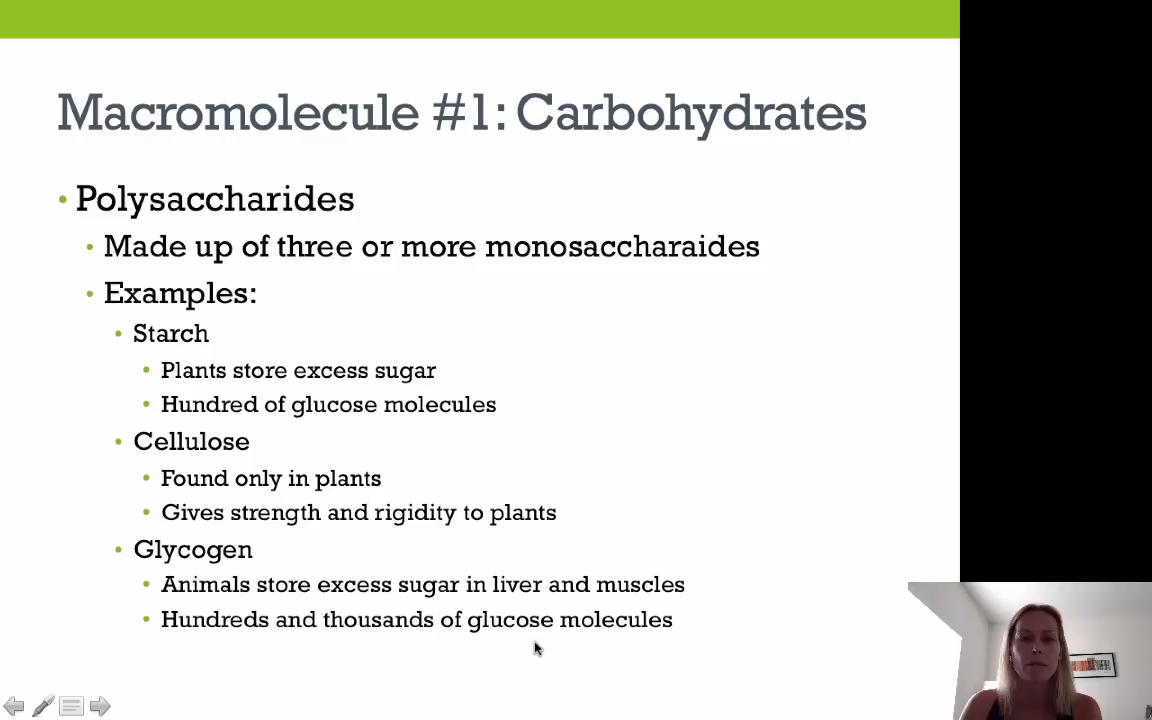 Macromolecule #1: Carbohydrates
• Polysaccharides
• Made up of three or more monosaccharaides
• Examples:
• Starch
• Plants store excess sugar
• Hundred of glucose molecules
• Cellulose
• Found only in plants
• Gives strength and rigidity to plants
• Glycogen
• Animals store excess sugar in liver and muscles
• Hundreds and thousands of glucose molecules